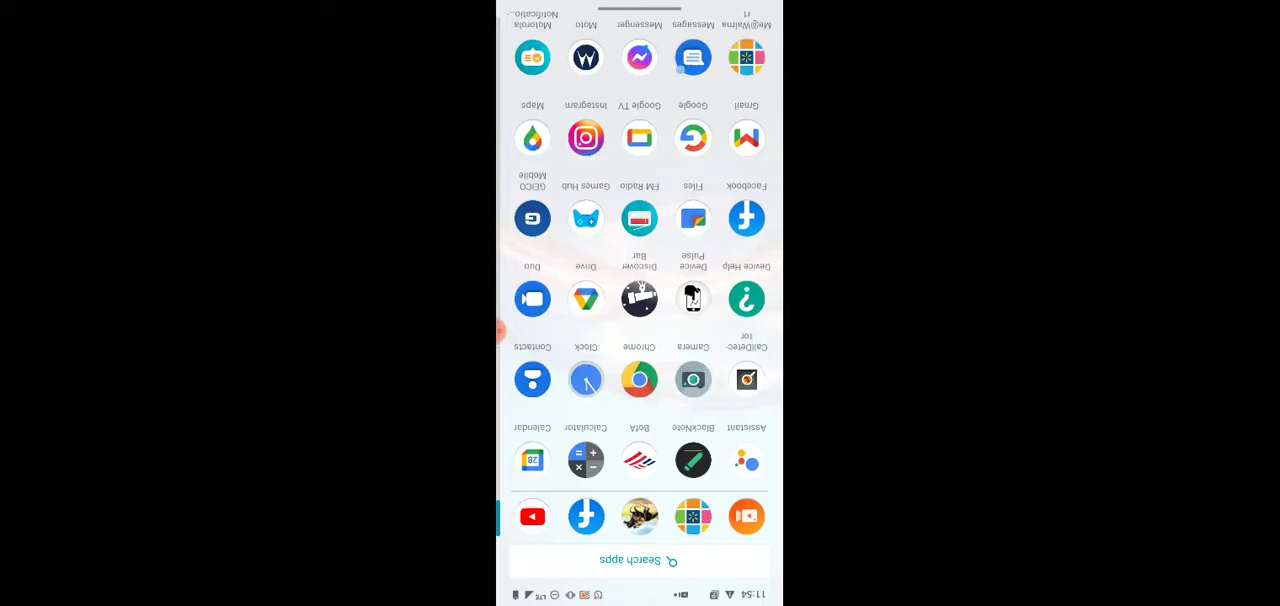 11:54 LTE
Search apps
Assistant BlackNote BofA Calculator Calendar
CallDetec-
tor
Camera Chrome Clock Contacts
Device Help
Device
Pulse
Discover
Bar
Drive Duo
Facebook Files FM Radio Games Hub
GEICO
Mobile
Gmail Google Google TV Instagram Maps
Me@Walma
rt
Messages Messenger Moto
Motorola
Notificatio...